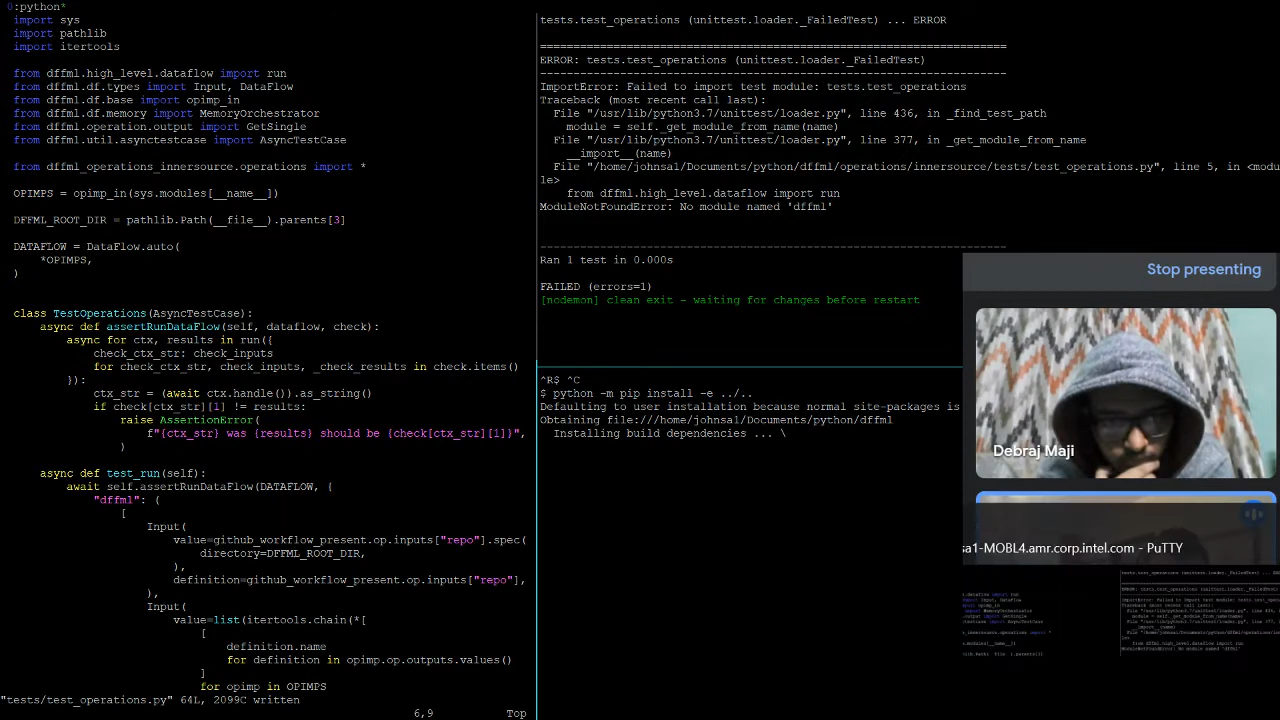 0:python*
import sys
import pathlib
import itertools
from dffml.high_level.dataflow import run
from dffml.df.types import Input, DataFlow
from dffml.df.base import opimp_in
from dffml.df.memory import MemoryOrchestrator
from dffml.operation.output import GetSingle
from dffml.util.asynctestcase import AsyncTestCase
from dffml_operations_innersource.operations import *
OPIMPS = opimp_in(sys.modules[__name__])
DFFML_ROOT_DIR = pathlib.Path(__file__).parents[3]
DATAFLOW = DataFlow.auto(
*OPIMPS,
)
class TestOperations(AsyncTestCase):
async def assertRunDataFlow(self, dataflow, check):
async for ctx, results in run({
check_ctx_str: check_inputs
for check_ctx_str, check_inputs, _check_results in check.items()
}):
ctx_str = (await ctx.handle()).as_string()
if check[ctx_str][1] != results:
raise AssertionError(
f"{ctx_str} was {results} should be {check[ctx_str][1]}",
)
async def test_run(self):
await self.assertRunDataFlow(DATAFLOW, {
"dffml": (
[
Input(
value=github_workflow_present.op.inputs["repo"].spec(
directory=DFFML_ROOT_DIR,
),
definition=github_workflow_present.op.inputs["repo"],
),
Input(
value=list(itertools.chain(*[
[
definition.name
for definition in opimp.op.outputs.values()
]
for opimp in OPIMPS
"tests/test_operations.py" 64L, 2099C written
6,9 Top
tests.test_operations (unittest.loader._FailedTest) ... ERROR
======================================================================
ERROR: tests.test_operations (unittest.loader._FailedTest)
----------------------------------------------------------------------
ImportError: Failed to import test module: tests.test_operations
Traceback (most recent call last):
File "/usr/lib/python3.7/unittest/loader.py", line 436, in _find_test_path
module = self._get_module_from_name(name)
File "/usr/lib/python3.7/unittest/loader.py", line 377, in _get_module_from_name
__import__(name)
File "/home/johnsa1/Documents/python/dffml/operations/innersource/tests/test_operations.py", line 5, in <modu
le>
from dffml.high_level.dataflow import run
ModuleNotFoundError: No module named 'dffml'
----------------------------------------------------------------------
Ran 1 test in 0.000s
FAILED (errors=1)
[nodemon] clean exit - waiting for changes before restart
^R$ ^C
$ python -m pip install -e ../..
Defaulting to user installation because normal site-packages is
Obtaining file:///home/johnsa1/Documents/python/dffml
Installing build dependencies ... \
Stop presenting
Debraj Maji
sa1-MOBL4.amr.corp.intel.com - PuTTY